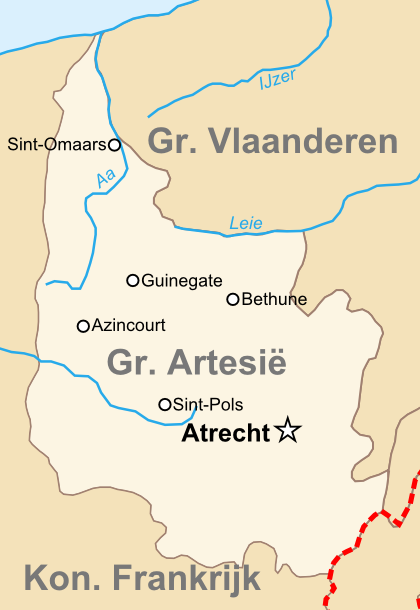 IJzer
Gr. Vlaanderen
Sint-Omaars
Aa
Leie
Guinegate
Bethune
Azincourt
Gr. Artesië
Sint-Pols
Atrecht
Kon. Frankrijk